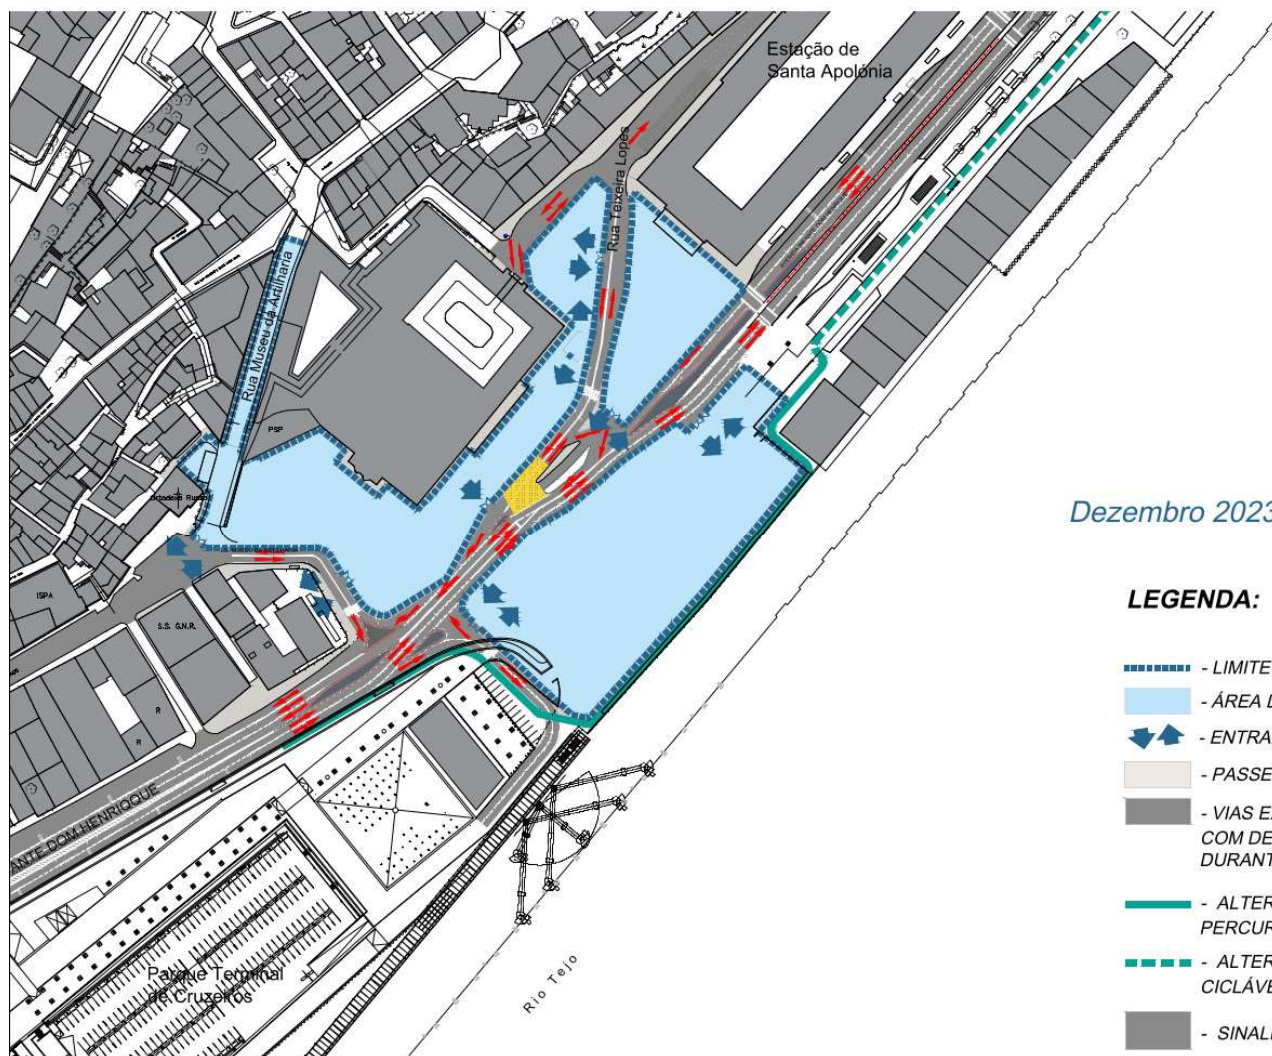 Estação de
Santa Apolónia
Rua Teixeira Lopes
Rua Museu da Artilharia
PSP
ISPA
S.S. G.N.R.
R
R
ANTE DOM HENRIQUE
Parque Terminal
de Cruzeiros
Rio Tejo
Dezembro 2023
LEGENDA:
- LIMITE
- ÁREA D
- ENTRA
- PASSE
- VIAS E
COM DE
DURANT
- ALTER
PERCUR
- ALTER
CICLÁVE
- SINALI